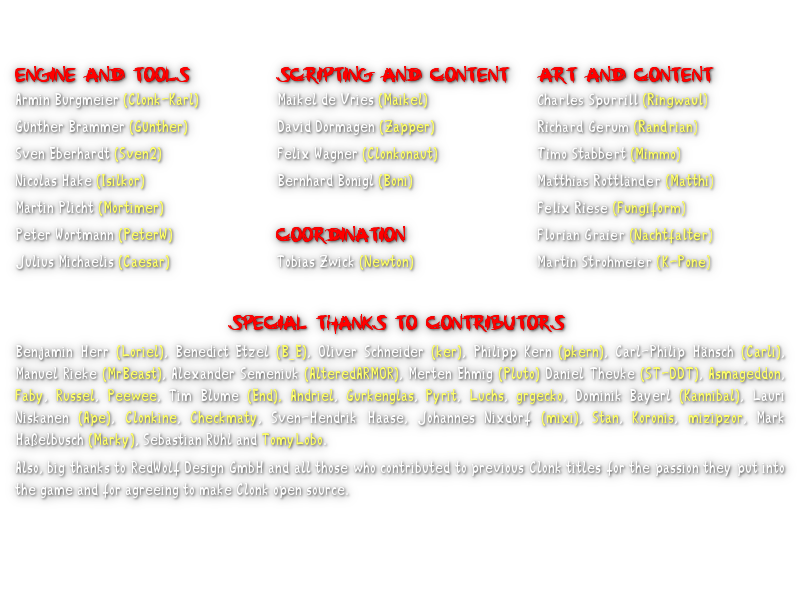 ENGINE AND TOOLS
Armin Burgmeier (Clonk-Karl)
Günther Brammer (Günther)
Sven Eberhardt (Sven2)
Nicolas Hake (Isilkor)
Martin Plicht (Mortimer)
Peter Wortmann (PeterW)
Julius Michaelis (Caesar)
SCRIPTING AND CONTENT
Maikel de Vries (Maikel)
David Dormagen (Zapper)
Felix Wagner (Clonkonaut)
Bernhard Bonigl (Boni)
COORDINATION
Tobias Zwick (Newton)
ART AND CONTENT
Charles Spurrill (Ringwaul)
Richard Gerum (Randrian)
Timo Stabbert (Mimmo)
Matthias Rottländer (Matthi)
Felix Riese (Fungiform)
Florian Graier (Nachtfalter)
Martin Strohmeier (K-Pone)
SPECIAL THANKS TO CONTRIBUTORS
Benjamin Herr (Loriel), Benedict Etzel (B_E), Oliver Schneider (ker), Philipp Kern (pkern), Carl-Philip Hänsch (Carli),
Manuel Rieke (MrBeast), Alexander Semeniuk (AlteredARMOR), Merten Ehmig (Pluto) Daniel Theuke (ST-DDT), Asmageddon,
Faby, Russel, Peewee, Tim Blume (End), Andriel, Gurkenglas, Pyrit, Luchs, grgecko, Dominik Bayerl (Kannibal), Lauri
Niskanen (Ape), Clonkine, Checkmaty, Sven-Hendrik Haase, Johannes Nixdorf (mixi), Stan, Koronis, mizipzor, Mark
Haßelbusch (Marky), Sebastian Rühl and TomyLobo.
Also, big thanks to RedWolf Design GmbH and all those who contributed to previous Clonk titles for the passion they put into
the game and for agreeing to make Clonk open source.